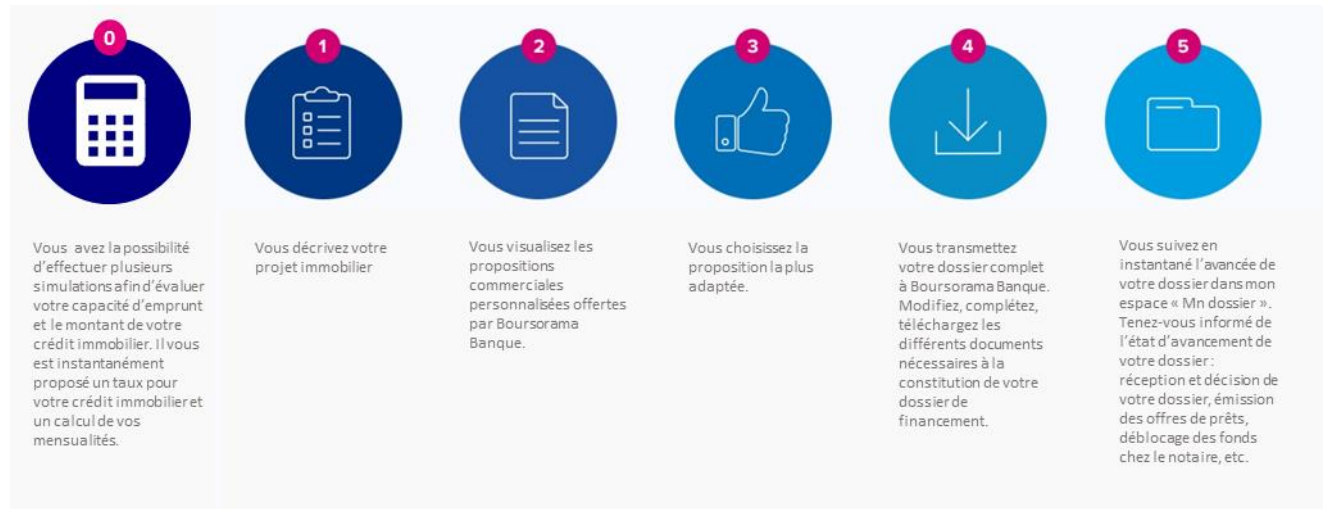 0
Vous avez la possibilité
d'effectuer plusieurs
simulations afin d'évaluer
votre capacité d'emprunt
et le montant de votre
crédit immobilier. Il vous
est instantanément
proposé un taux pour
votre crédit immobilier et
un calcul de vos
mensualités.
1
Vous décrivez votre
projet immobilier
2
Vous visualisez les
propositions
commerciales
personnalisées offertes
par Boursorama
Banque.
3
Vous choisissez la
proposition la plus
adaptée.
4
Vous transmettez
votre dossier complet
à Boursorama Banque.
Modifiez, complétez,
téléchargez les
différents documents
nécessaires à la
constitution de votre
dossier de
financement.
5
Vous suivez en
instantané l'avancée de
votre dossier dans mon
espace « Mn dossier ».
Tenez-vous informé de
l'état d'avancement de
votre dossier :
réception et décision de
votre dossier, émission
des offres de prêts,
déblocage des fonds
chez le notaire, etc.